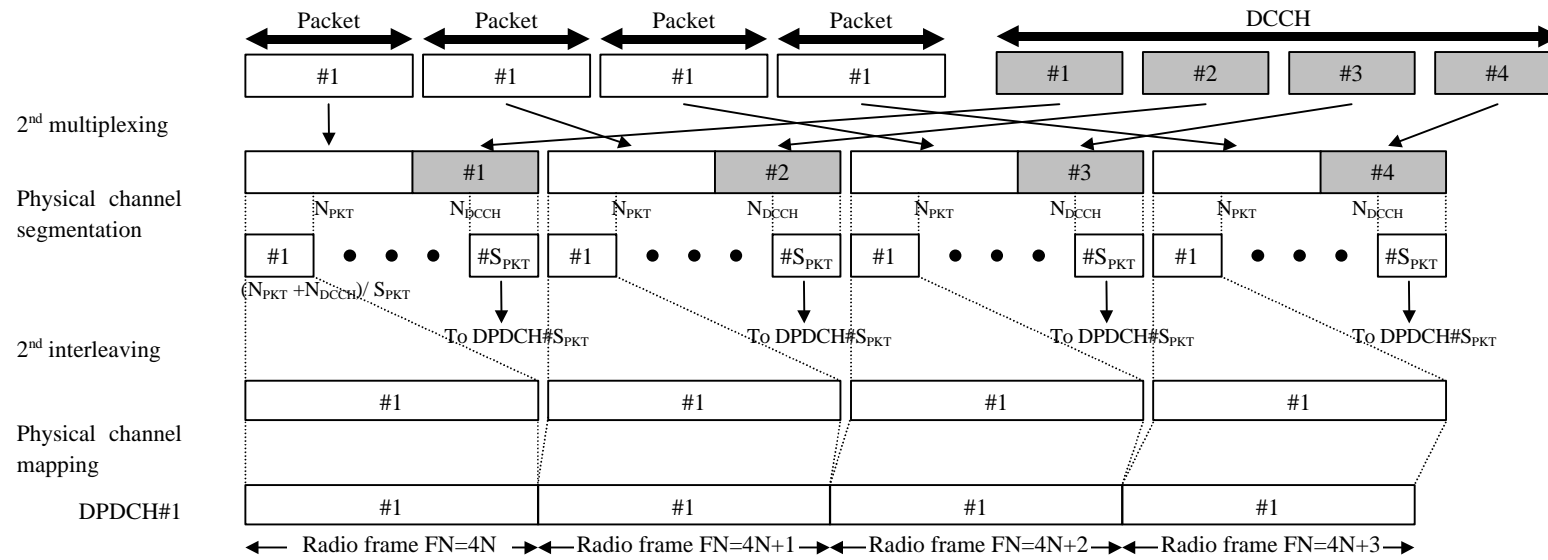 Packet Packet Packet Packet DCCH
#1 #1 #1 #1 #1 #2 #3 #4
2nd multiplexing
#1 #2 #3 #4
Physical channel
segmentation
NPKT NDCCH NPKT NDCCH NPKT NDCCH NPKT NDCCH
#1 #SPKT #1 #SPKT #1 #SPKT #1 #SPKT
(NPKT +NDCCH)/ SPKT
To DPDCH#SPKT To DPDCH#SPKT To DPDCH#SPKT To DPDCH#SPKT
2nd interleaving
#1 #1 #1 #1
Physical channel
mapping
DPDCH#1 #1 #1 #1 #1
Radio frame FN=4N Radio frame FN=4N+1 Radio frame FN=4N+2 Radio frame FN=4N+3